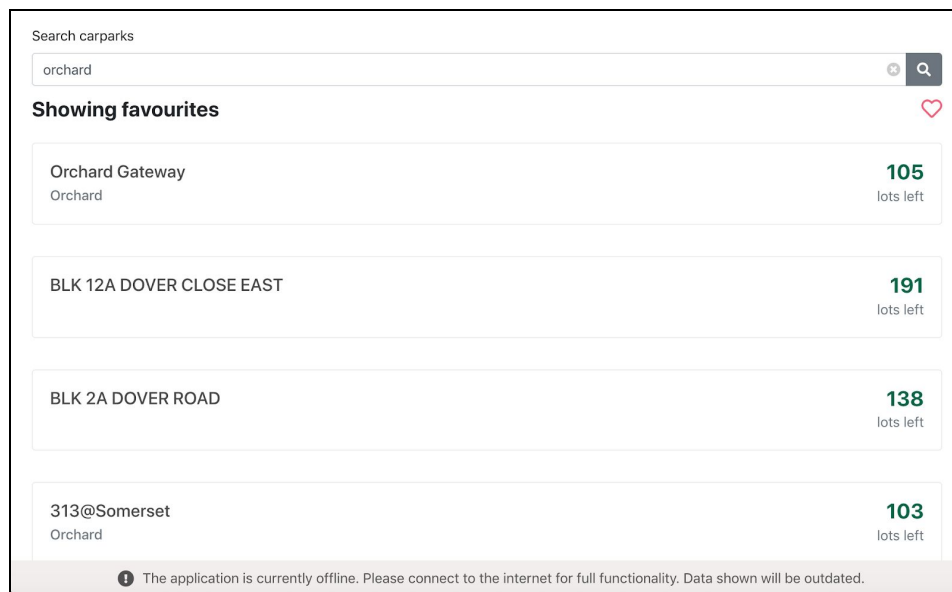 Search carparks
orchard
Showing favourites
Orchard Gateway
105
Orchard
lots left
BLK 12A DOVER CLOSE EAST
191
lots left
BLK 2A DOVER ROAD
138
lots left
313@Somerset
103
Orchard
lots left
The application is currently offline. Please connect to the internet for full functionality. Data shown will be outdated.